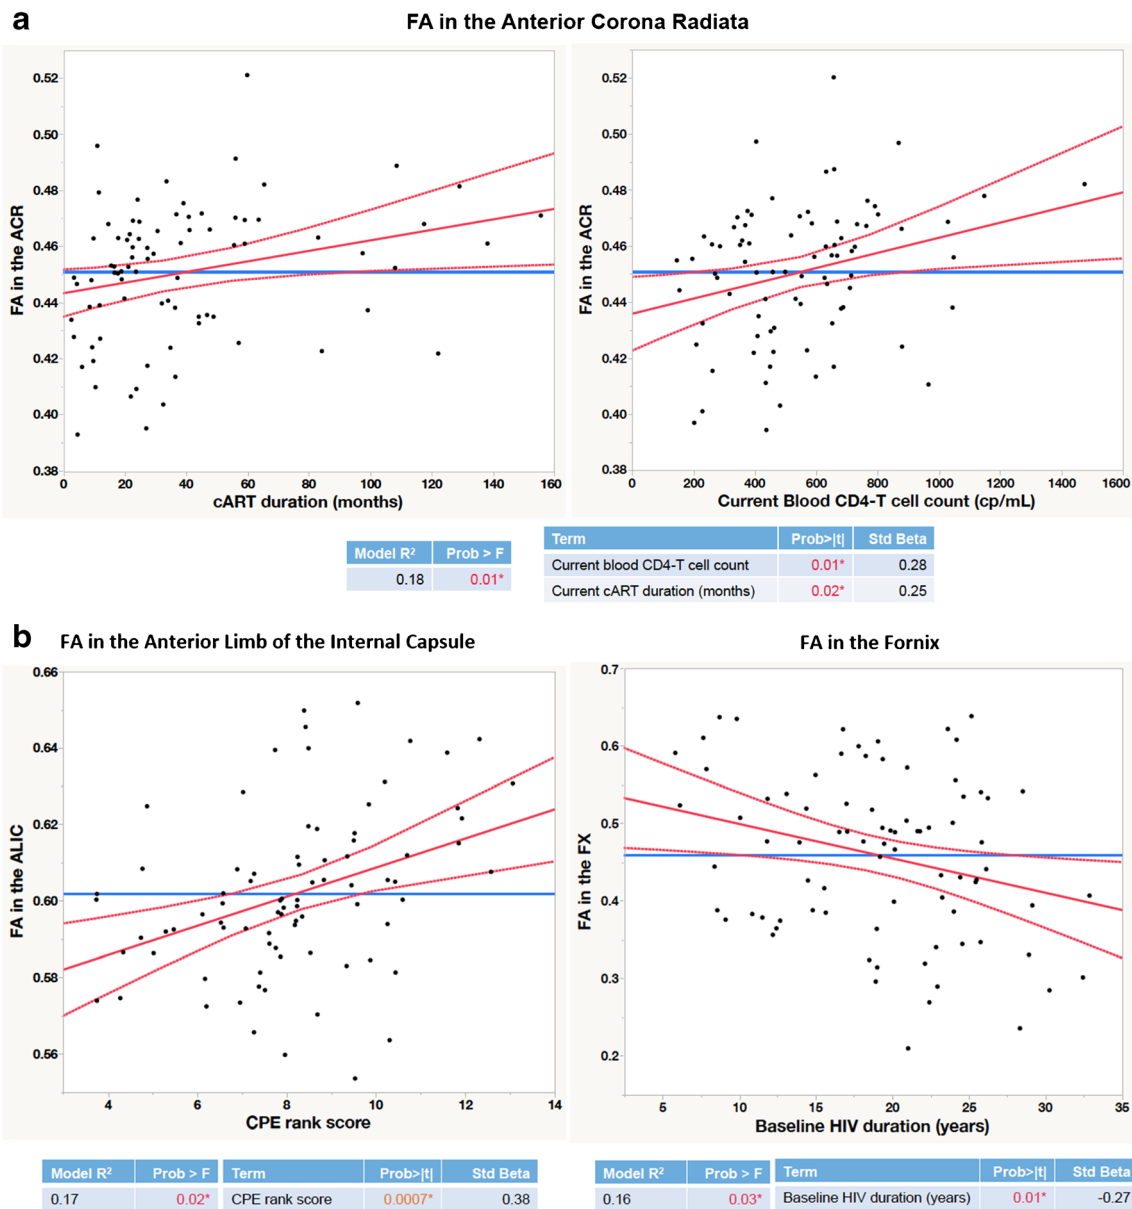 a
FA in the Anterior Corona Radiata
FA in the ACR
0.52
0.50
0.48
0.46
0.44
0.42
0.40
0.38
0 20 40 60 80 100 120 140 160
cART duration (months)
FA in the ACR
0.52
0.50
0.48
0.46
0.44
0.42
0.40
0.38
0 200 400 600 800 1000 1200 1400 1600
Current Blood CD4-T cell count (cp/mL)
Model R² Prob > F
0.18 0.01*
Term Prob>|t| Std Beta
Current blood CD4-T cell count 0.01* 0.28
Current cART duration (months) 0.02* 0.25
b
FA in the Anterior Limb of the Internal Capsule
FA in the ALIC
0.66
0.64
0.62
0.60
0.58
0.56
4 6 8 10 12 14
CPE rank score
FA in the Fornix
FA in the FX
0.7
0.6
0.5
0.4
0.3
0.2
5 10 15 20 25 30 35
Baseline HIV duration (years)
Model R² Prob > F
0.17 0.02*
Term Prob>|t| Std Beta
CPE rank score 0.0007* 0.38
Model R² Prob > F
0.16 0.03*
Term Prob>|t| Std Beta
Baseline HIV duration (years) 0.01* -0.27